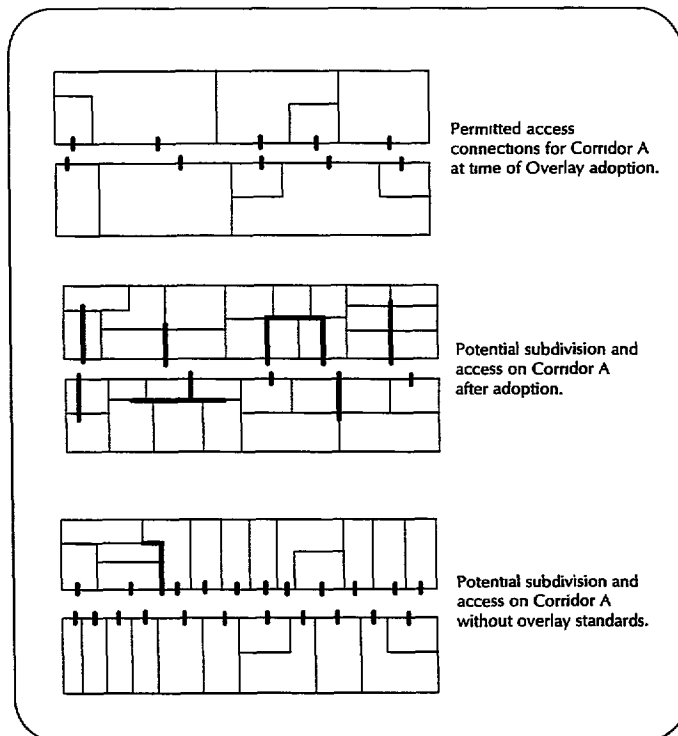 Permitted access
connections for Corridor A
at time of Overlay adoption.
Potential subdivision and
access on Corridor A
after adoption.
Potential subdivision and
access on Corridor A
without overlay standards.